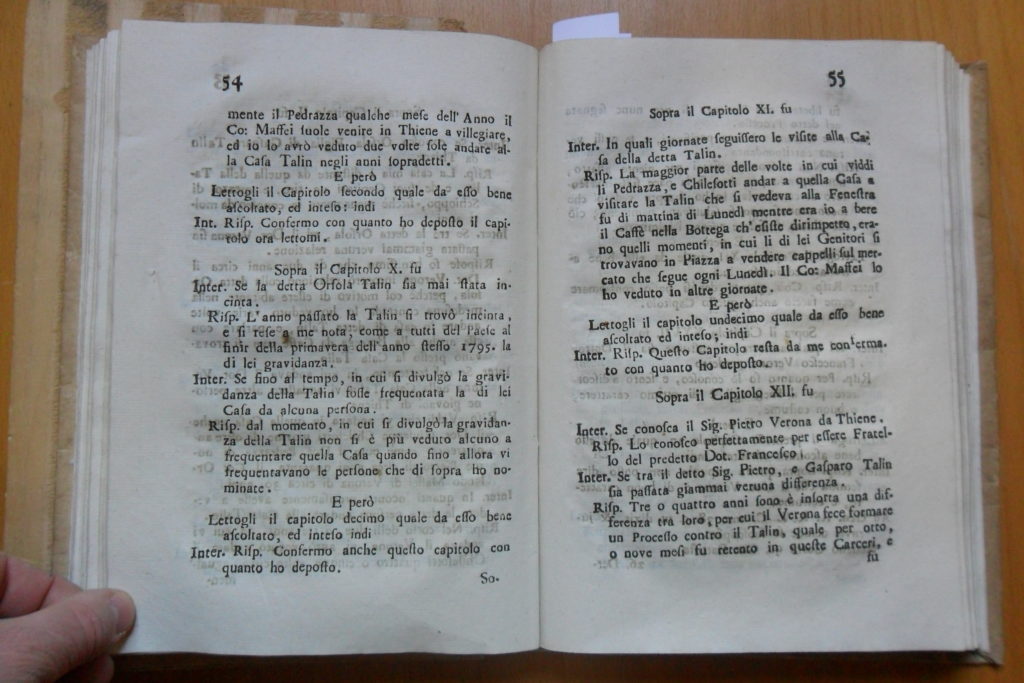 54
mente il Pedrazza qualche mese dell' Anno il
Co: Maffei suole venire in Thiene a villegiare,
ed io lo avrò veduto due volte sole andare al-
la Casa Talin negli anni sopradetti.
E però
Lettogli il Capitolo secondo quale da esso bene
ascoltato, ed inteso: indi
Int. Risp. Confermo con quanto ho deposto il capi-
tolo ora lettomi.
Sopra il Capitolo X. fu
Inter. Se la detta Orsola Talin sia mai stata in-
cinta.
Risp. L'anno passato la Talin si trovò incinta,
e si rese a me nota, come a tutti del Paese al
finir della primavera dell'anno stesso 1795. la
di lei gravidanza.
Inter. Se fino al tempo, in cui si divulgò la gravi-
danza della Talin fosse frequentata la di lei
Casa da alcuna persona.
Risp. dal momento, in cui si divulgò la gravidan-
za della Talin non si è più veduto alcuno a
frequentare quella Casa quando fino allora vi
frequentavano le persone che di sopra ho no-
minate.
E però
Lettogli il capitolo decimo quale da esso bene
ascoltato, ed inteso indi
Inter. Risp. Confermo anche questo capitolo con
quanto ho deposto.
So-
55
Sopra il Capitolo XI. fu
Inter. In quali giornate seguissero le visite alla Ca-
sa della detta Talin.
Risp. La maggior parte delle volte in cui viddi
li Pedrazza, e Chilesotti andar a quella Casa a
visitare la Talin che si vedeva alla Fenestra
fu di mattina di Lunedì mentre era io a bere
il Caffè nella Bottega ch'esiste dirimpetto, era-
no quelli momenti, in cui li di lei Genitori si
trovavano in Piazza a vendere cappelli sul mer-
cato che segue ogni Lunedì. Il Co: Maffei lo
ho veduto in altre giornate.
E però
Lettogli il capitolo undecimo quale da esso bene
ascoltato ed inteso; indi
Inter. Risp. Questo Capitolo resta da me conferma-
to con quanto ho deposto.
Sopra il Capitolo XII. fu
Inter. Se conosca il Sig. Pietro Verona da Thiene.
Risp. Lo conosco perfettamente per essere Fratel-
lo del predetto Dot. Francesco.
Inter. Se tra il detto Sig. Pietro, e Gasparo Talin
sia passata giammai veruna differenza.
Risp. Tre o quattro anni sono è insorta una dif-
ferenza tra loro, per cui il Verona fece formare
un Processo contro il Talin, quale per otto,
o nove mesi fu retento in queste Carceri, e
fu